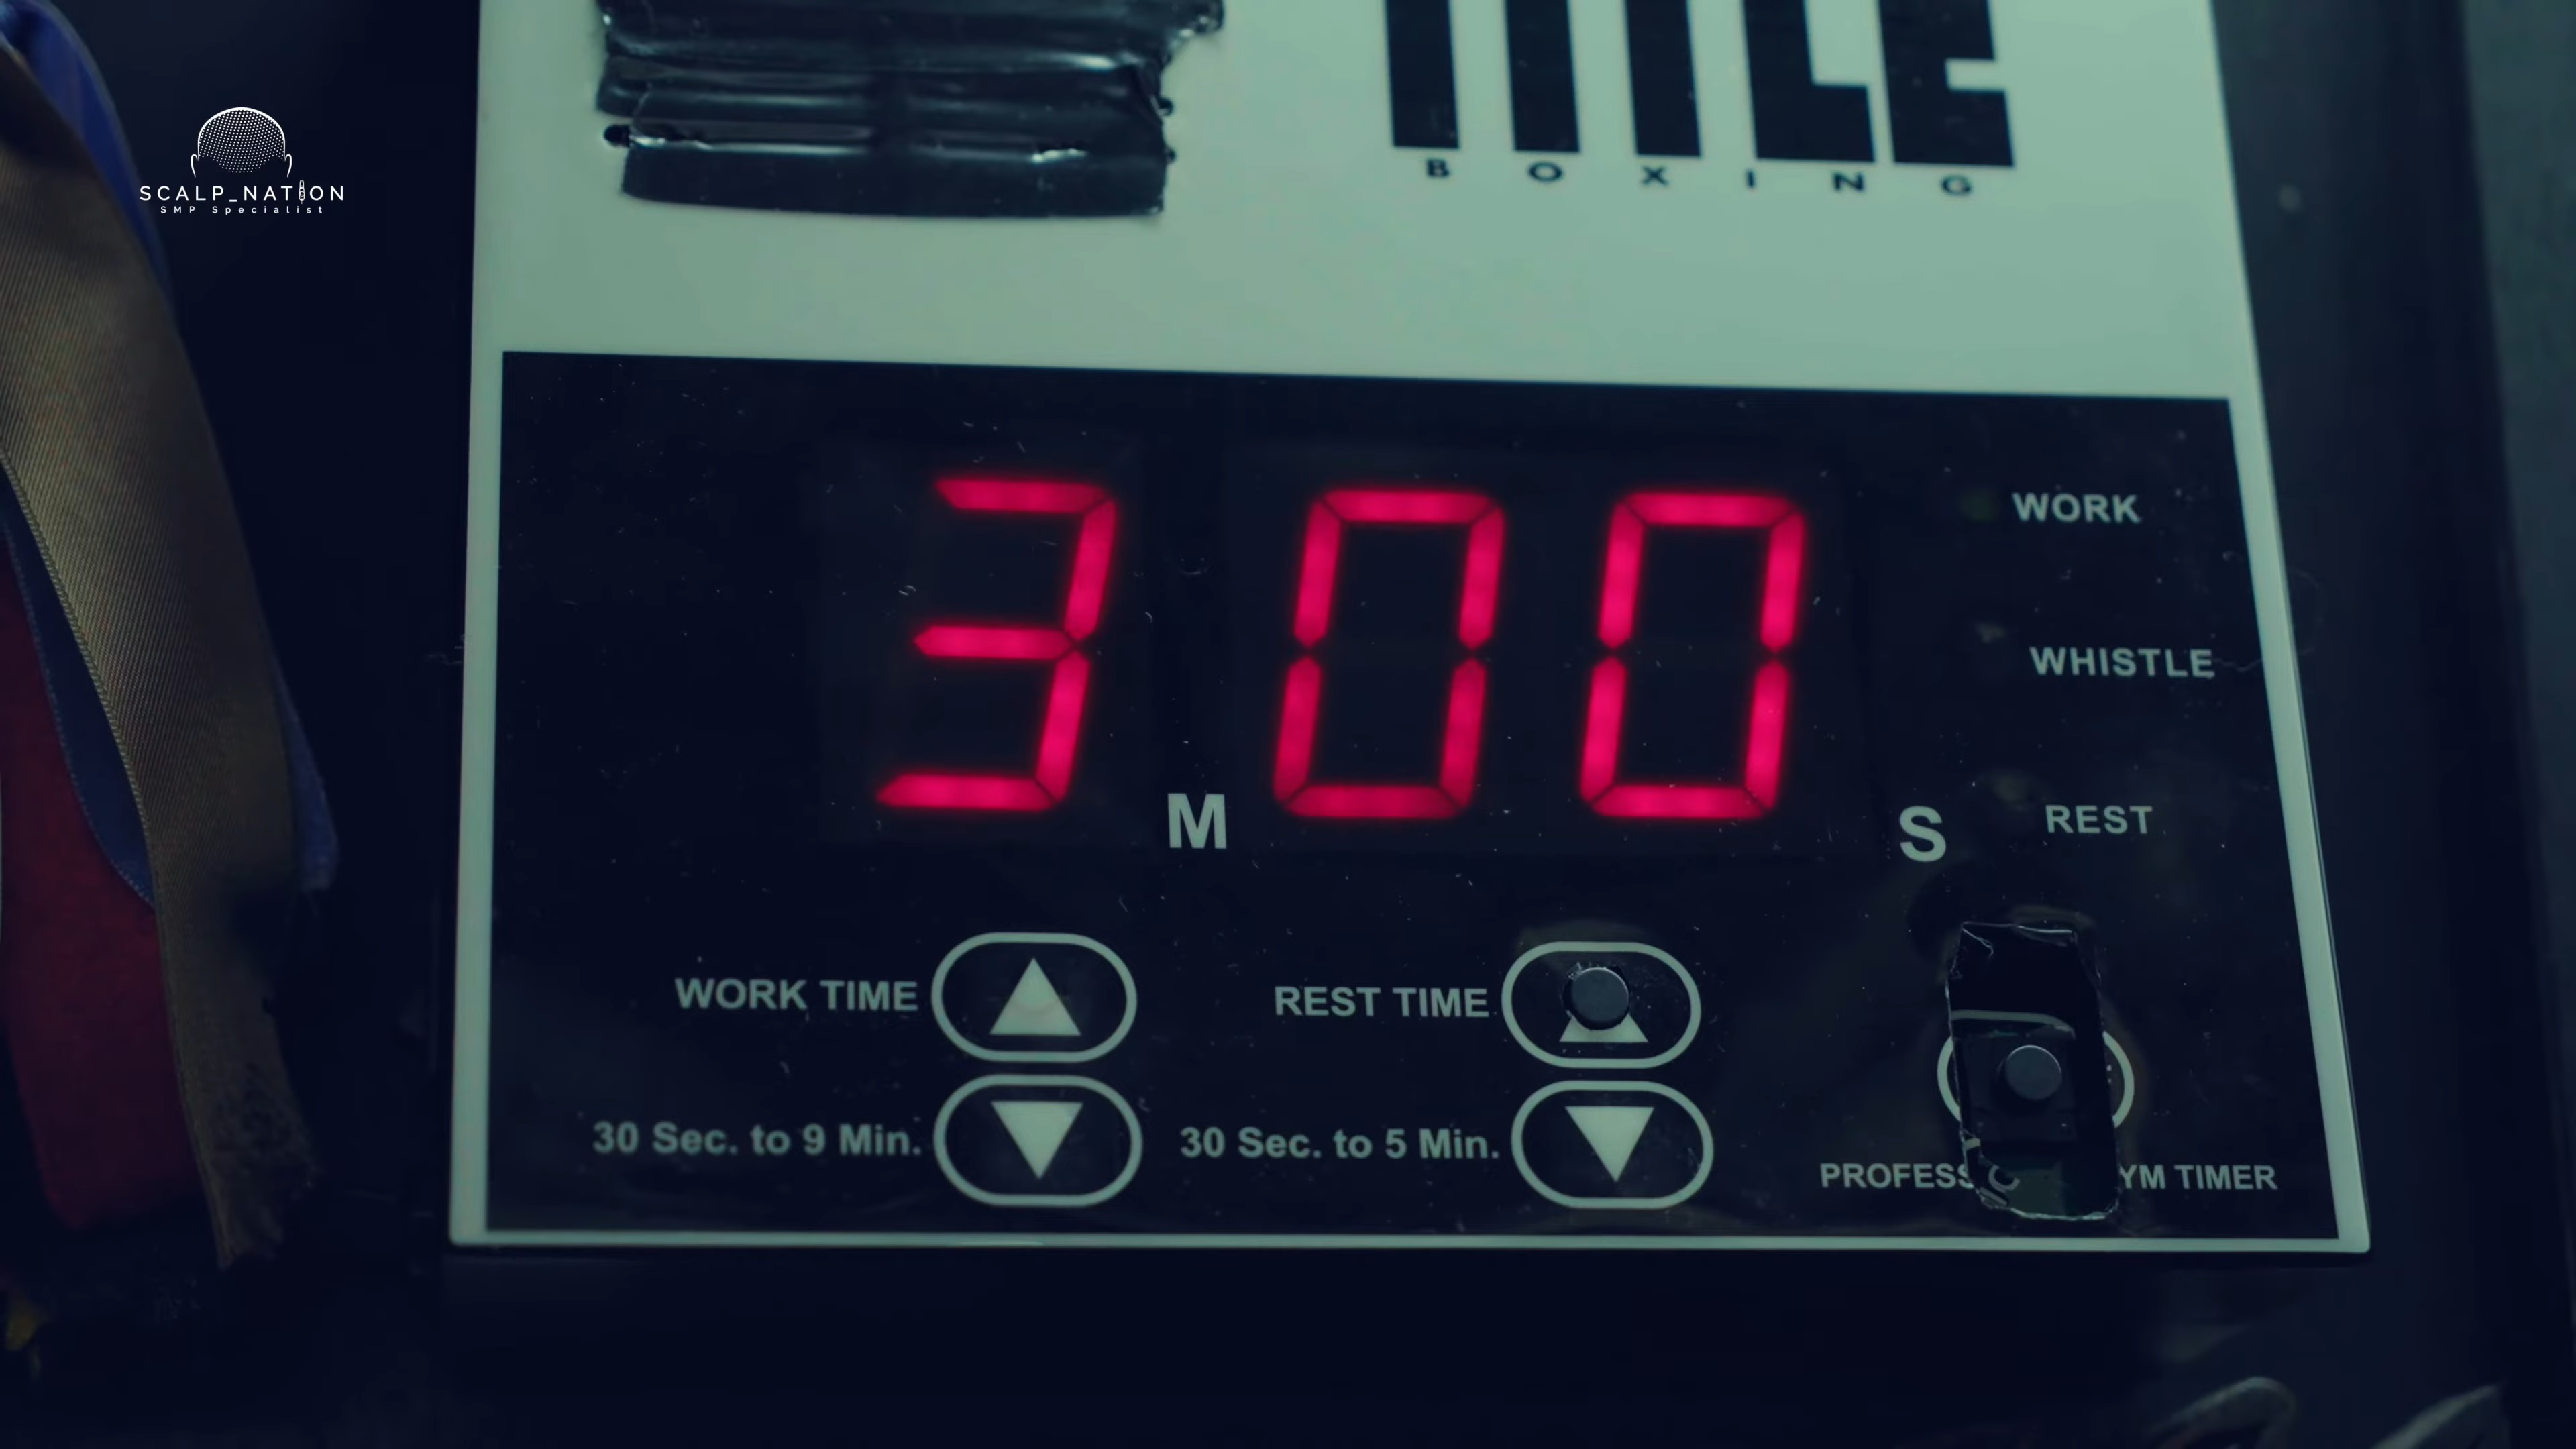 SCALP_NATION
SMP Specialist
TITLE
BOXING
3 00
M S
WORK
WHISTLE
REST
WORK TIME
30 Sec. to 9 Min.
REST TIME
30 Sec. to 5 Min.
YM TIMER